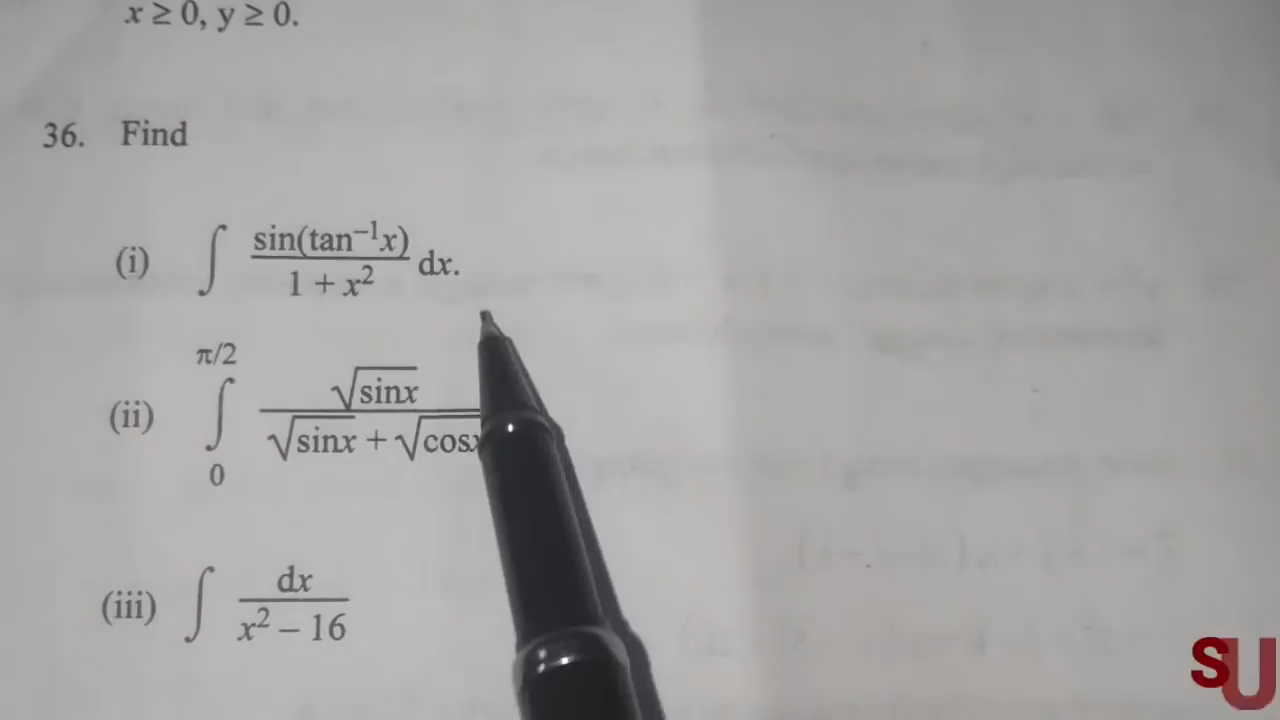 x ≥ 0, y ≥ 0.
36. Find
(i) ∫ sin(tan⁻¹x) / 1 + x² dx.
(ii) ∫₀^π/2 √sinx / √sinx + √cosx
(iii) ∫ dx / x² – 16
SU